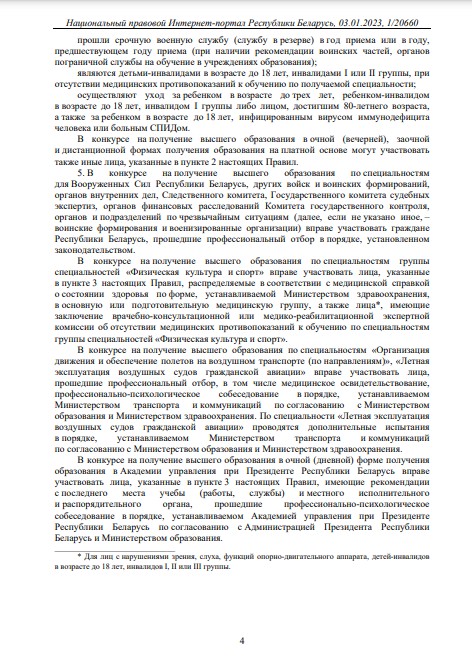 Национальный правовой Интернет-портал Республики Беларусь, 03.01.2023, 1/20660
прошли срочную военную службу (службу в резерве) в год приема или в году,
предшествующем году приема (при наличии рекомендации воинских частей, органов
пограничной службы на обучение в учреждениях образования);
являются детьми-инвалидами в возрасте до 18 лет, инвалидами I или II группы, при
отсутствии медицинских противопоказаний к обучению по получаемой специальности;
осуществляют уход за ребенком в возрасте до трех лет, ребенком-инвалидом
в возрасте до 18 лет, инвалидом I группы либо лицом, достигшим 80-летнего возраста,
а также за ребенком в возрасте до 18 лет, инфицированным вирусом иммунодефицита
человека или больным СПИДом.
В конкурсе на получение высшего образования в очной (вечерней), заочной
и дистанционной формах получения образования на платной основе могут участвовать
также иные лица, указанные в пункте 2 настоящих Правил.
5. В конкурсе на получение высшего образования по специальностям
для Вооруженных Сил Республики Беларусь, других войск и воинских формирований,
органов внутренних дел, Следственного комитета, Государственного комитета судебных
экспертиз, органов финансовых расследований Комитета государственного контроля,
органов и подразделений по чрезвычайным ситуациям (далее, если не указано иное, –
воинские формирования и военизированные организации) вправе участвовать граждане
Республики Беларусь, прошедшие профессиональный отбор в порядке, установленном
законодательством.
В конкурсе на получение высшего образования по специальностям группы
специальностей «Физическая культура и спорт» вправе участвовать лица, указанные
в пункте 3 настоящих Правил, распределяемые в соответствии с медицинской справкой
о состоянии здоровья по форме, устанавливаемой Министерством здравоохранения,
в основную или подготовительную медицинскую группу, а также лица*, имеющие
заключение врачебно-консультационной или медико-реабилитационной экспертной
комиссии об отсутствии медицинских противопоказаний к обучению по специальностям
группы специальностей «Физическая культура и спорт».
В конкурсе на получение высшего образования по специальностям «Организация
движения и обеспечение полетов на воздушном транспорте (по направлениям)», «Летная
эксплуатация воздушных судов гражданской авиации» вправе участвовать лица,
прошедшие профессиональный отбор, в том числе медицинское освидетельствование,
профессионально-психологическое собеседование в порядке, устанавливаемом
Министерством транспорта и коммуникаций по согласованию с Министерством
образования и Министерством здравоохранения. По специальности «Летная эксплуатация
воздушных судов гражданской авиации» проводятся дополнительные испытания
в порядке, устанавливаемом Министерством транспорта и коммуникаций
по согласованию с Министерством образования и Министерством здравоохранения.
В конкурсе на получение высшего образования в очной (дневной) форме получения
образования в Академии управления при Президенте Республики Беларусь вправе
участвовать лица, указанные в пункте 3 настоящих Правил, имеющие рекомендации
с последнего места учебы (работы, службы) и местного исполнительного
и распорядительного органа, прошедшие профессионально-психологическое
собеседование в порядке, устанавливаемом Академией управления при Президенте
Республики Беларусь по согласованию с Администрацией Президента Республики
Беларусь и Министерством образования.
* Для лиц с нарушениями зрения, слуха, функций опорно-двигательного аппарата, детей-инвалидов
в возрасте до 18 лет, инвалидов I, II или III группы.
4